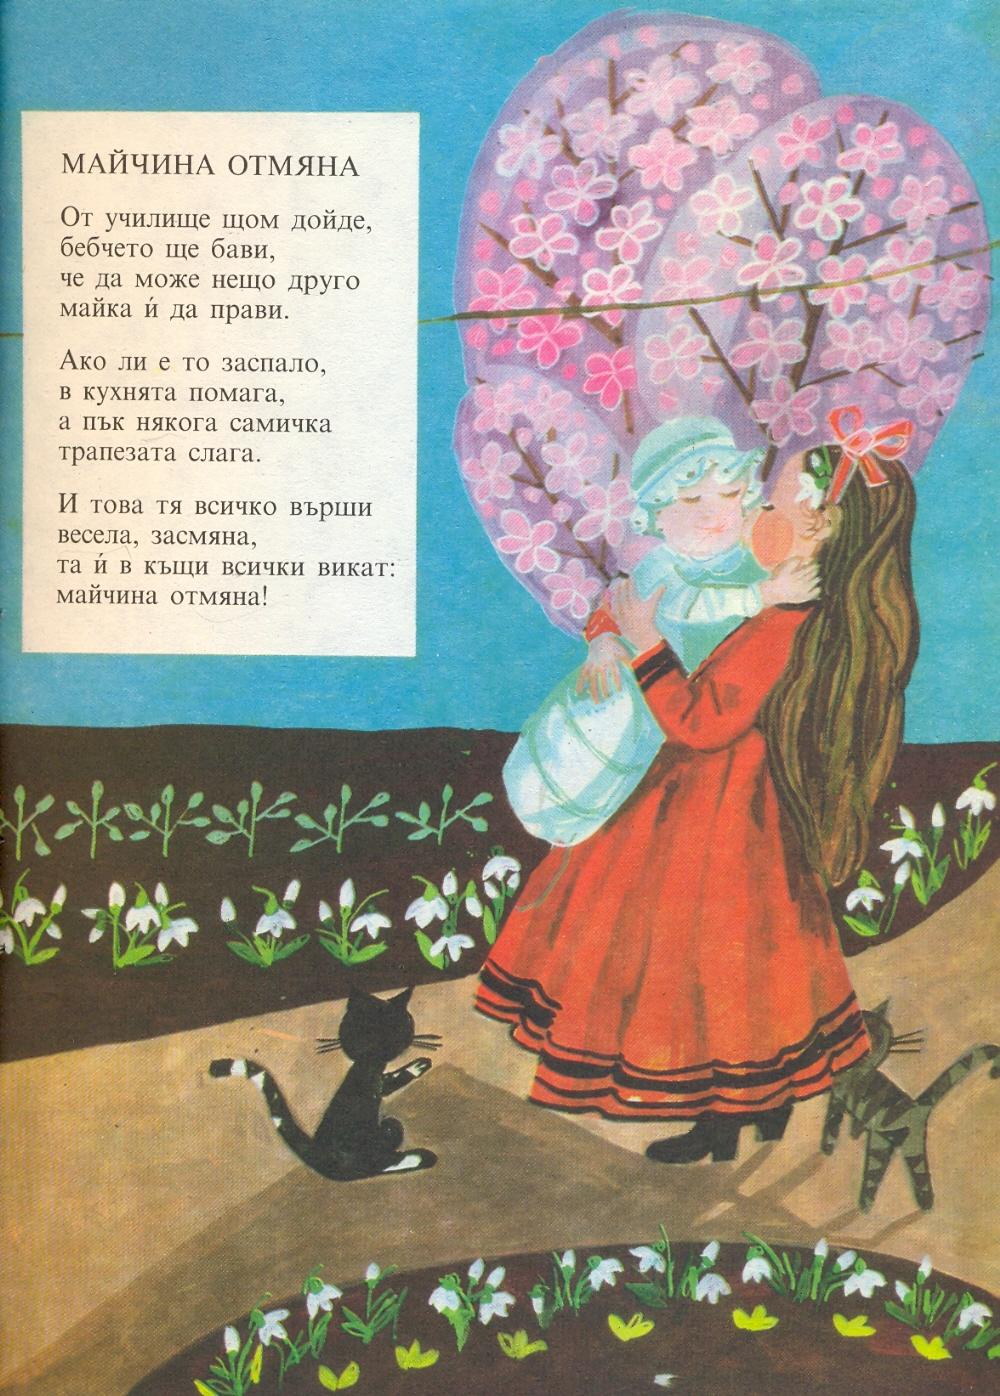 МАЙЧИНА ОТМЯНА
От училище щом дойде,
бебчето ще бави,
че да може нещо друго
майка ѝ да прави.
Ако ли е то заспало,
в кухнята помага,
а пък някога самичка
трапезата слага.
И това тя всичко върши
весела, засмяна,
та ѝ в къщи всички викат:
майчина отмяна!